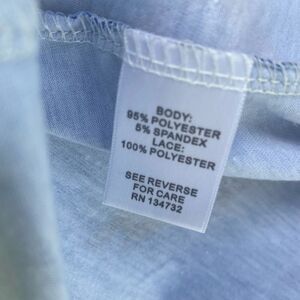 BODY:
95% POLYESTER
5% SPANDEX
LACE:
100% POLYESTER
SEE REVERSE
FOR CARE
RN 134732